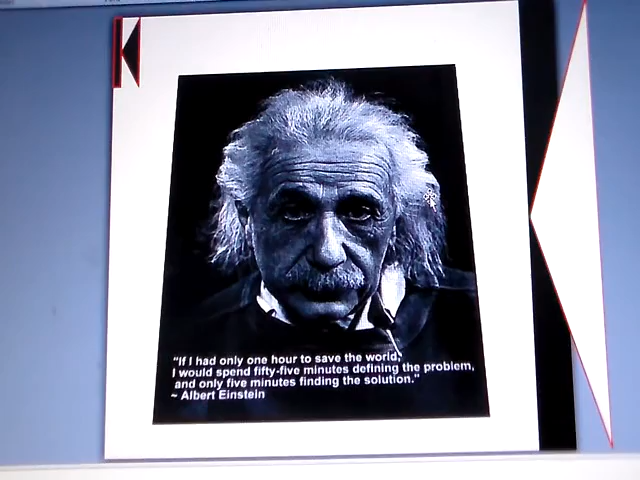 "If I had only one hour to save the world,
I would spend fifty-five minutes defining the problem,
and only five minutes finding the solution."
~ Albert Einstein